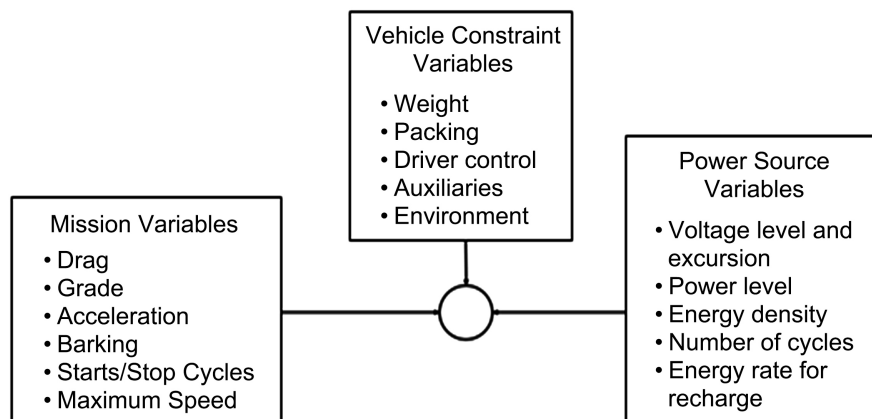 Vehicle Constraint
Variables
• Weight
• Packing
• Driver control
• Auxiliaries
• Environment
Mission Variables
• Drag
• Grade
• Acceleration
• Barking
• Starts/Stop Cycles
• Maximum Speed
Power Source
Variables
• Voltage level and
excursion
• Power level
• Energy density
• Number of cycles
• Energy rate for
recharge